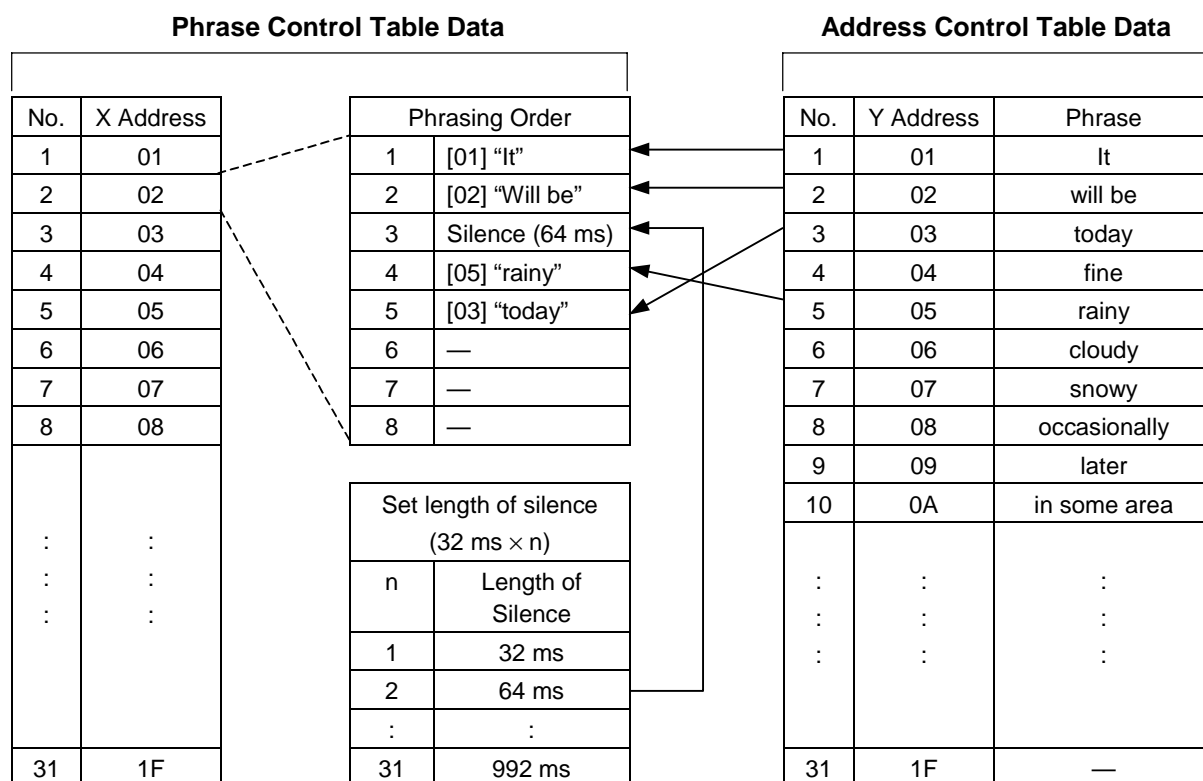 Phrase Control Table Data
No. X Address
1 01
2 02
3 03
4 04
5 05
6 06
7 07
8 08
: :
: :
: :
31 1F
Phrasing Order
1 [01] “It”
2 [02] “Will be”
3 Silence (64 ms)
4 [05] “rainy”
5 [03] “today”
6 —
7 —
8 —
Set length of silence
(32 ms × n)
n Length of
Silence
1 32 ms
2 64 ms
: :
31 992 ms
Address Control Table Data
No. Y Address Phrase
1 01 It
2 02 will be
3 03 today
4 04 fine
5 05 rainy
6 06 cloudy
7 07 snowy
8 08 occasionally
9 09 later
10 0A in some area
: : :
: : :
: : :
31 1F —